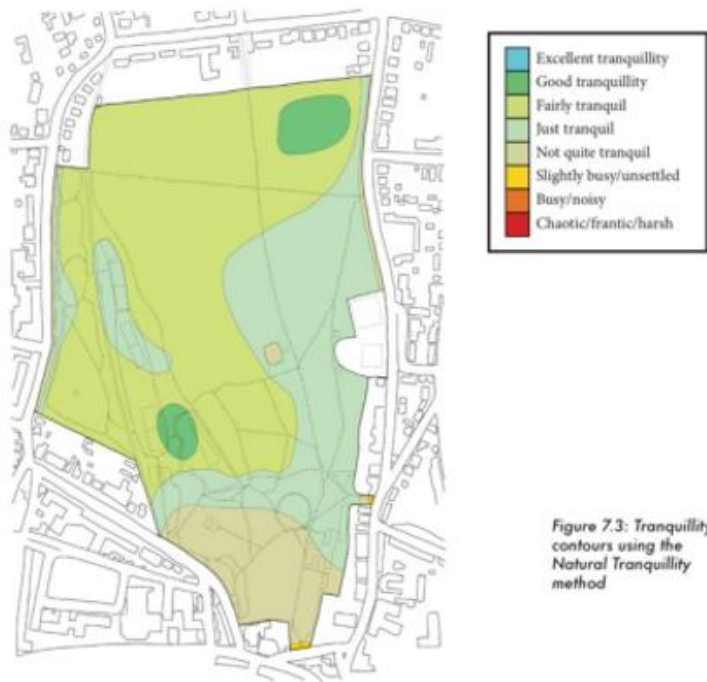 Excellent tranquillity
Good tranquillity
Fairly tranquil
Just tranquil
Not quite tranquil
Slightly busy/unsettled
Busy/noisy
Chaotic/frantic/harsh
Figure 7.3: Tranquillity
contours using the
Natural Tranquillity
method